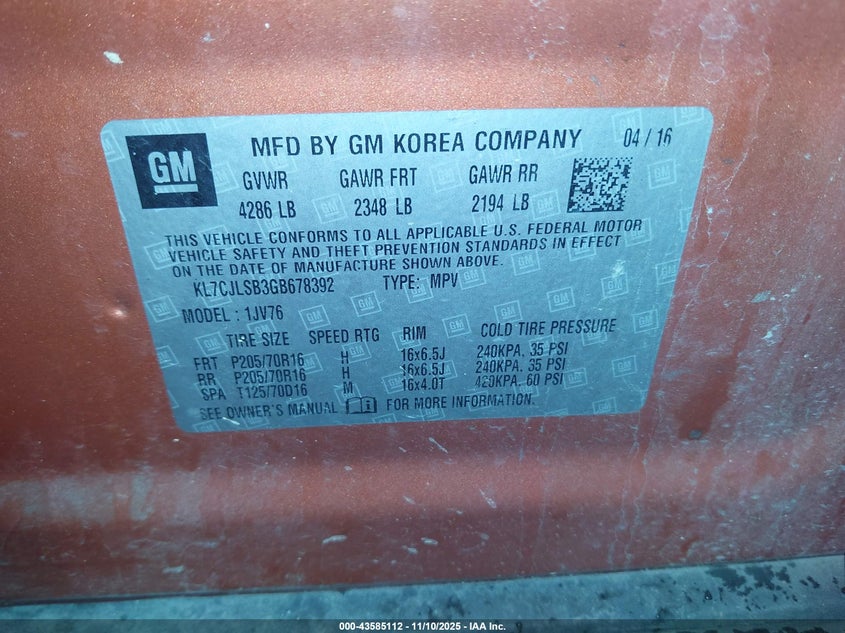 GM
MFD BY GM KOREA COMPANY 04 / 16
GVWR GAWR FRT GAWR RR
4286 LB 2348 LB 2194 LB
THIS VEHICLE CONFORMS TO ALL APPLICABLE U.S. FEDERAL MOTOR
VEHICLE SAFETY AND THEFT PREVENTION STANDARDS IN EFFECT
ON THE DATE OF MANUFACTURE SHOWN ABOVE.
KL7CJLSB3GB678392 TYPE: MPV
MODEL : 1JV76
TIRE SIZE SPEED RTG RIM COLD TIRE PRESSURE
FRT P205/70R16 H 16x6.5J 240KPA, 35 PSI
RR P205/70R16 H 16x6.5J 240KPA, 35 PSI
SPA T125/70D16 M 16x4.0T 420KPA, 60 PSI
SEE OWNER'S MANUAL FOR MORE INFORMATION.
000-43585112 - 11/10/2025 - IAA Inc.